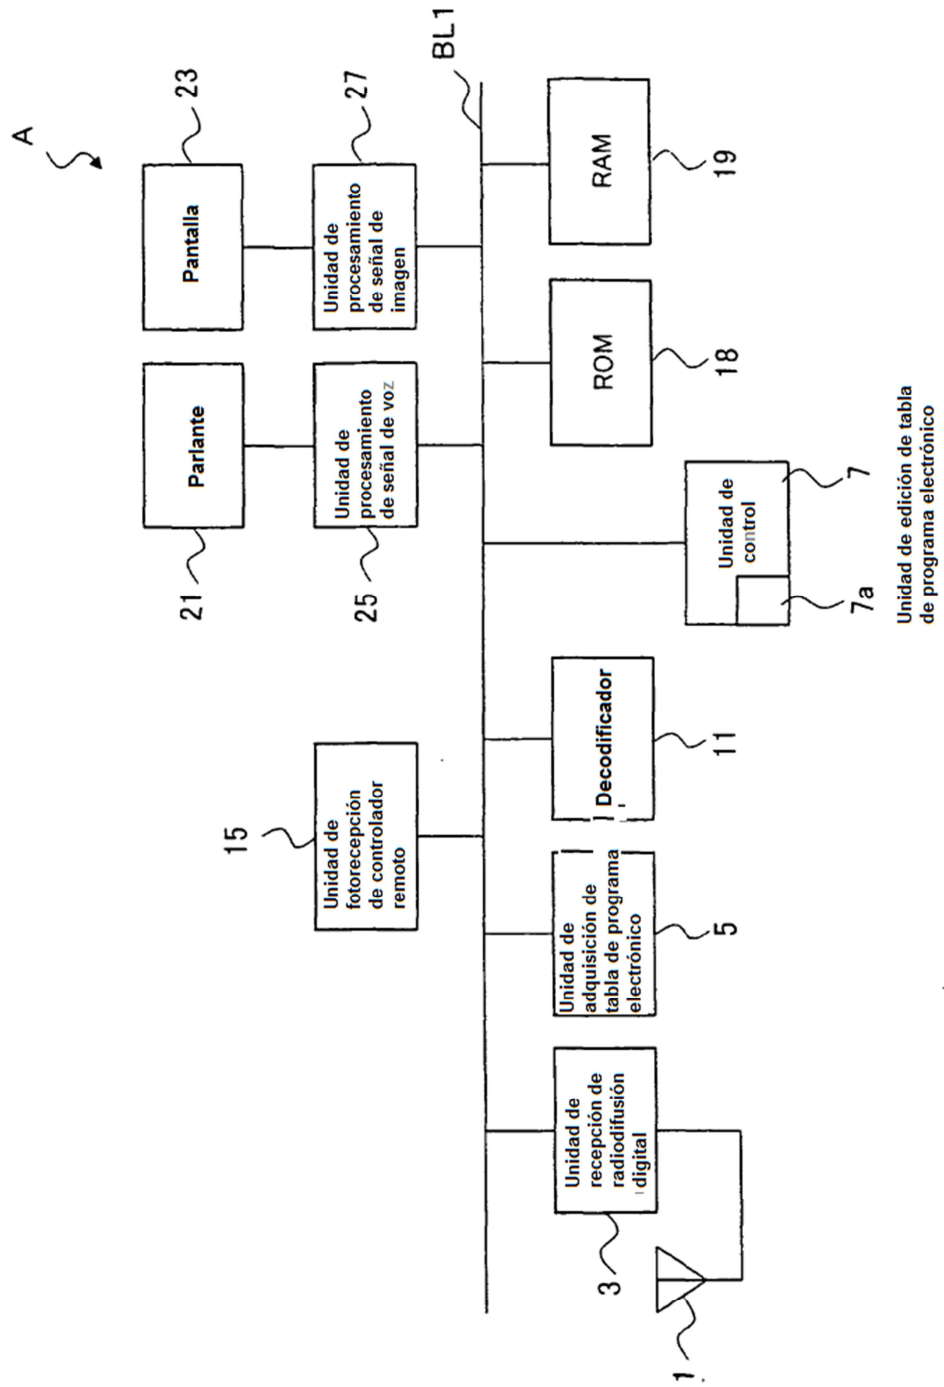 A
23
Pantalla
27
Unidad de
procesamiento
de señal de
imagen
BL1
21
Parlante
25
Unidad de
procesamiento
de señal de voz
15
Unidad de
fotorecepción
de controlador
remoto
RAM
19
ROM
18
Unidad de
control
7
7a
Unidad de edición de tabla
de programa electrónico
Decodificador
11
Unidad de
adquisición de
tabla de programa
electrónico
5
Unidad de
recepción de
radiodifusión
digital
3
1